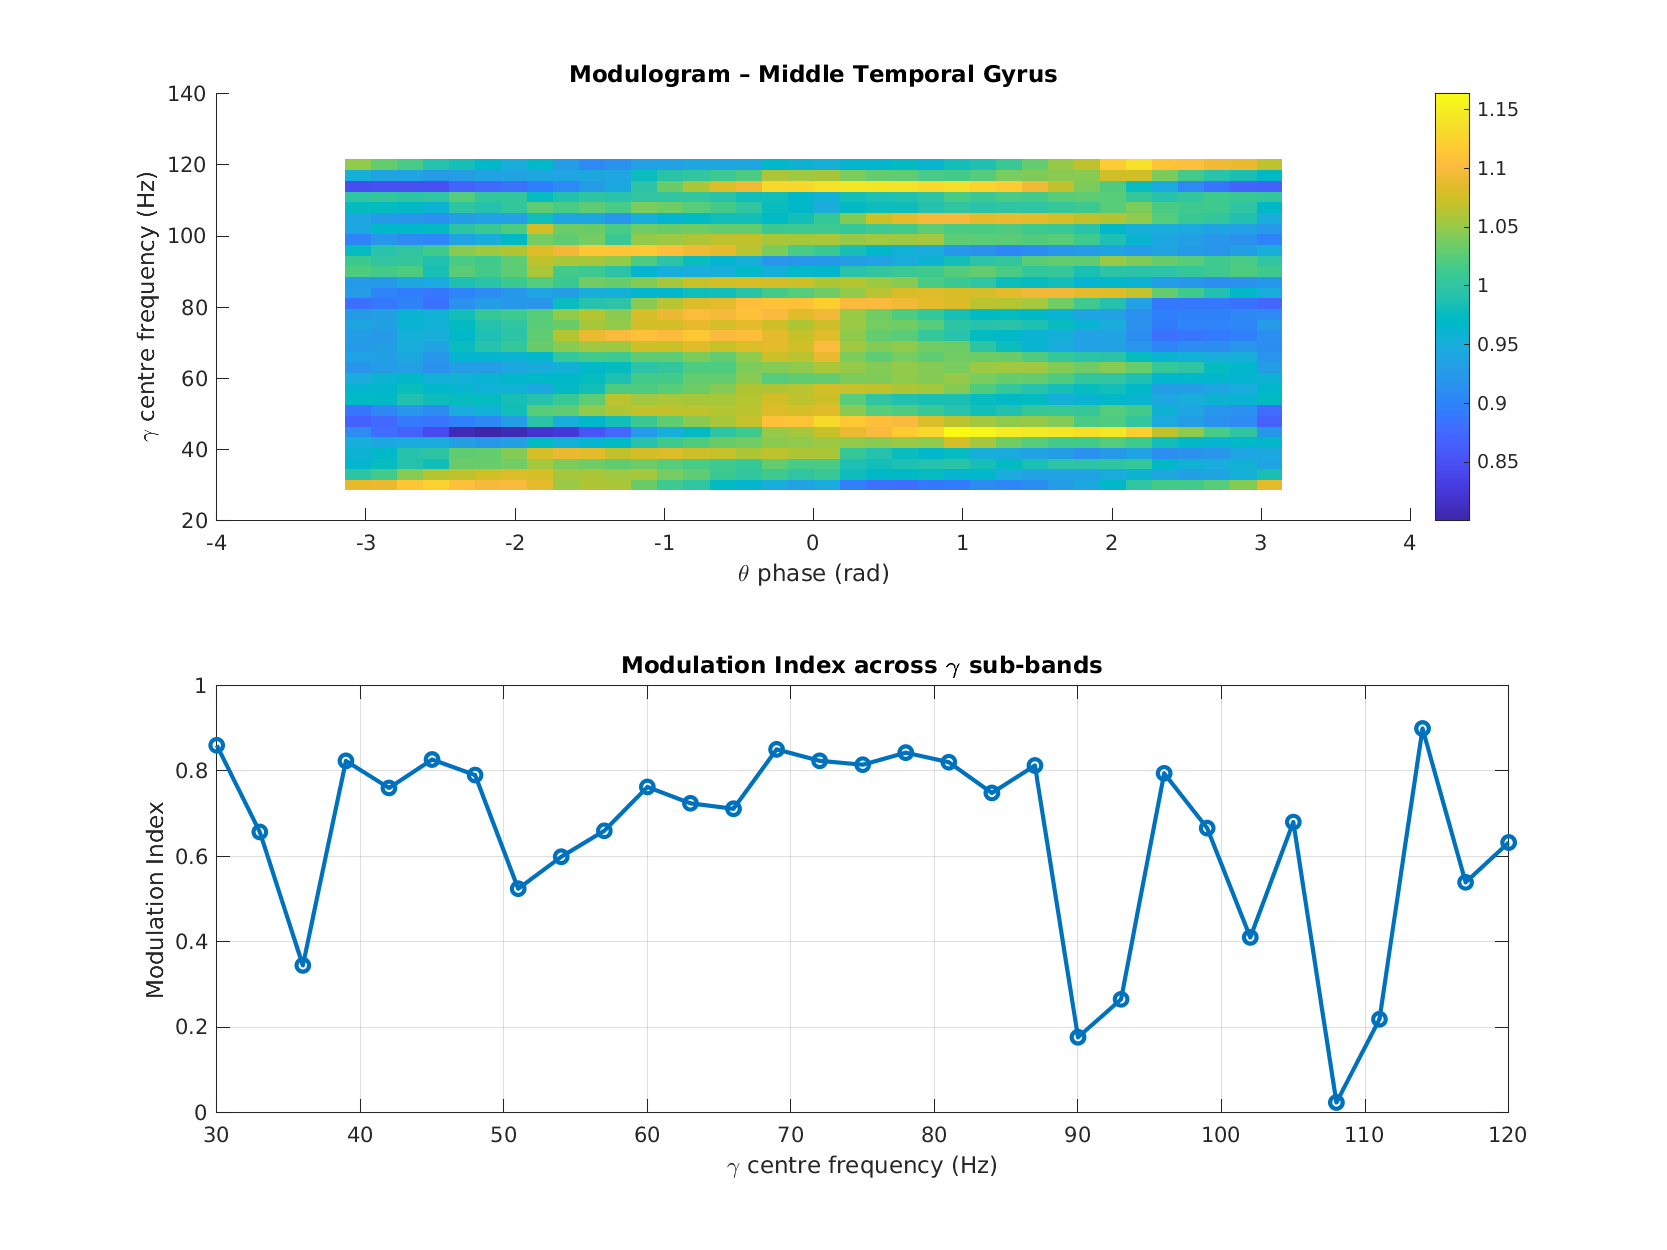 Modulogram – Middle Temporal Gyrus
140
120
100
80
60
40
20
γ centre frequency (Hz)
-4 -3 -2 -1 0 1 2 3 4
θ phase (rad)
1.15
1.1
1.05
1
0.95
0.9
0.85
Modulation Index across γ sub-bands
1
0.8
0.6
0.4
0.2
0
Modulation Index
30 40 50 60 70 80 90 100 110 120
γ centre frequency (Hz)